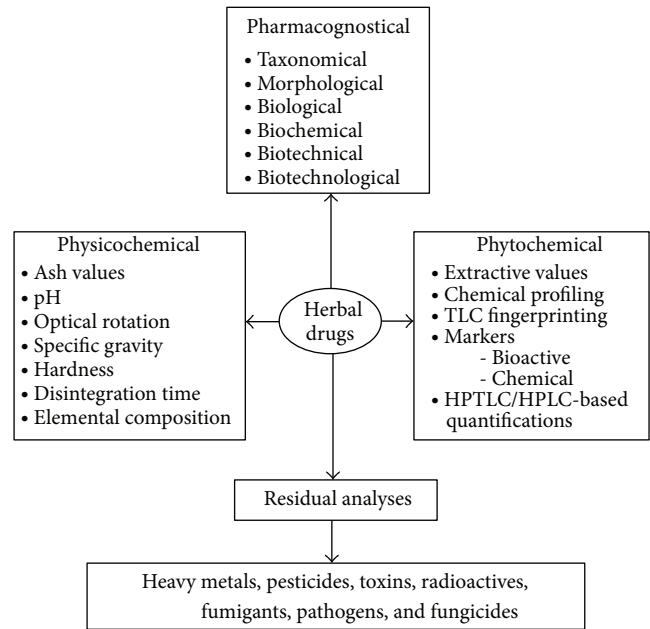 Pharmacognostical
• Taxonomical
• Morphological
• Biological
• Biochemical
• Biotechnical
• Biotechnological
Physicochemical
• Ash values
• pH
• Optical rotation
• Specific gravity
• Hardness
• Disintegration time
• Elemental composition
Herbal
drugs
Phytochemical
• Extractive values
• Chemical profiling
• TLC fingerprinting
• Markers
- Bioactive
- Chemical
• HPTLC/HPLC-based
quantifications
Residual analyses
Heavy metals, pesticides, toxins, radioactives,
fumigants, pathogens, and fungicides